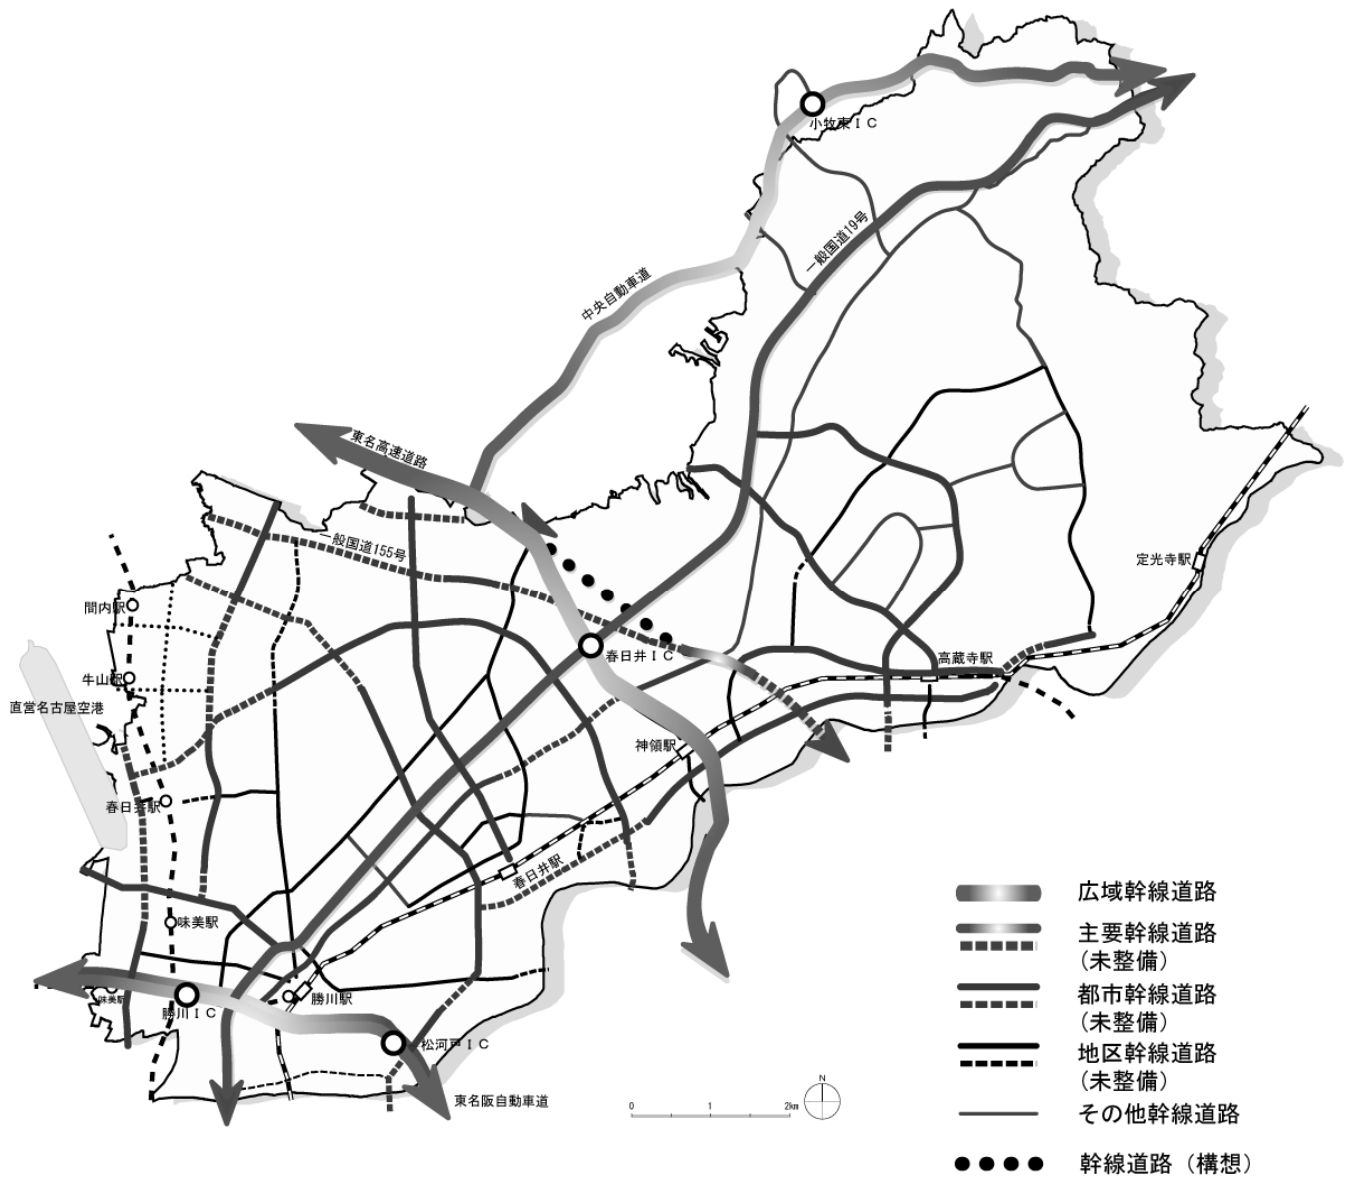 小牧東ＩＣ
一般国道19号
中央自動車道
東名高速道路
一般国道155号
定光寺駅
間内駅
春日井ＩＣ
高蔵寺駅
牛山駅
直営名古屋空港
神領駅
春日井駅
春日井駅
味美駅
味美駅
勝川駅
勝川ＩＣ
松河戸ＩＣ
東名阪自動車道
0 1 2km
N
広域幹線道路
主要幹線道路
(未整備)
都市幹線道路
(未整備)
地区幹線道路
(未整備)
その他幹線道路
幹線道路（構想）